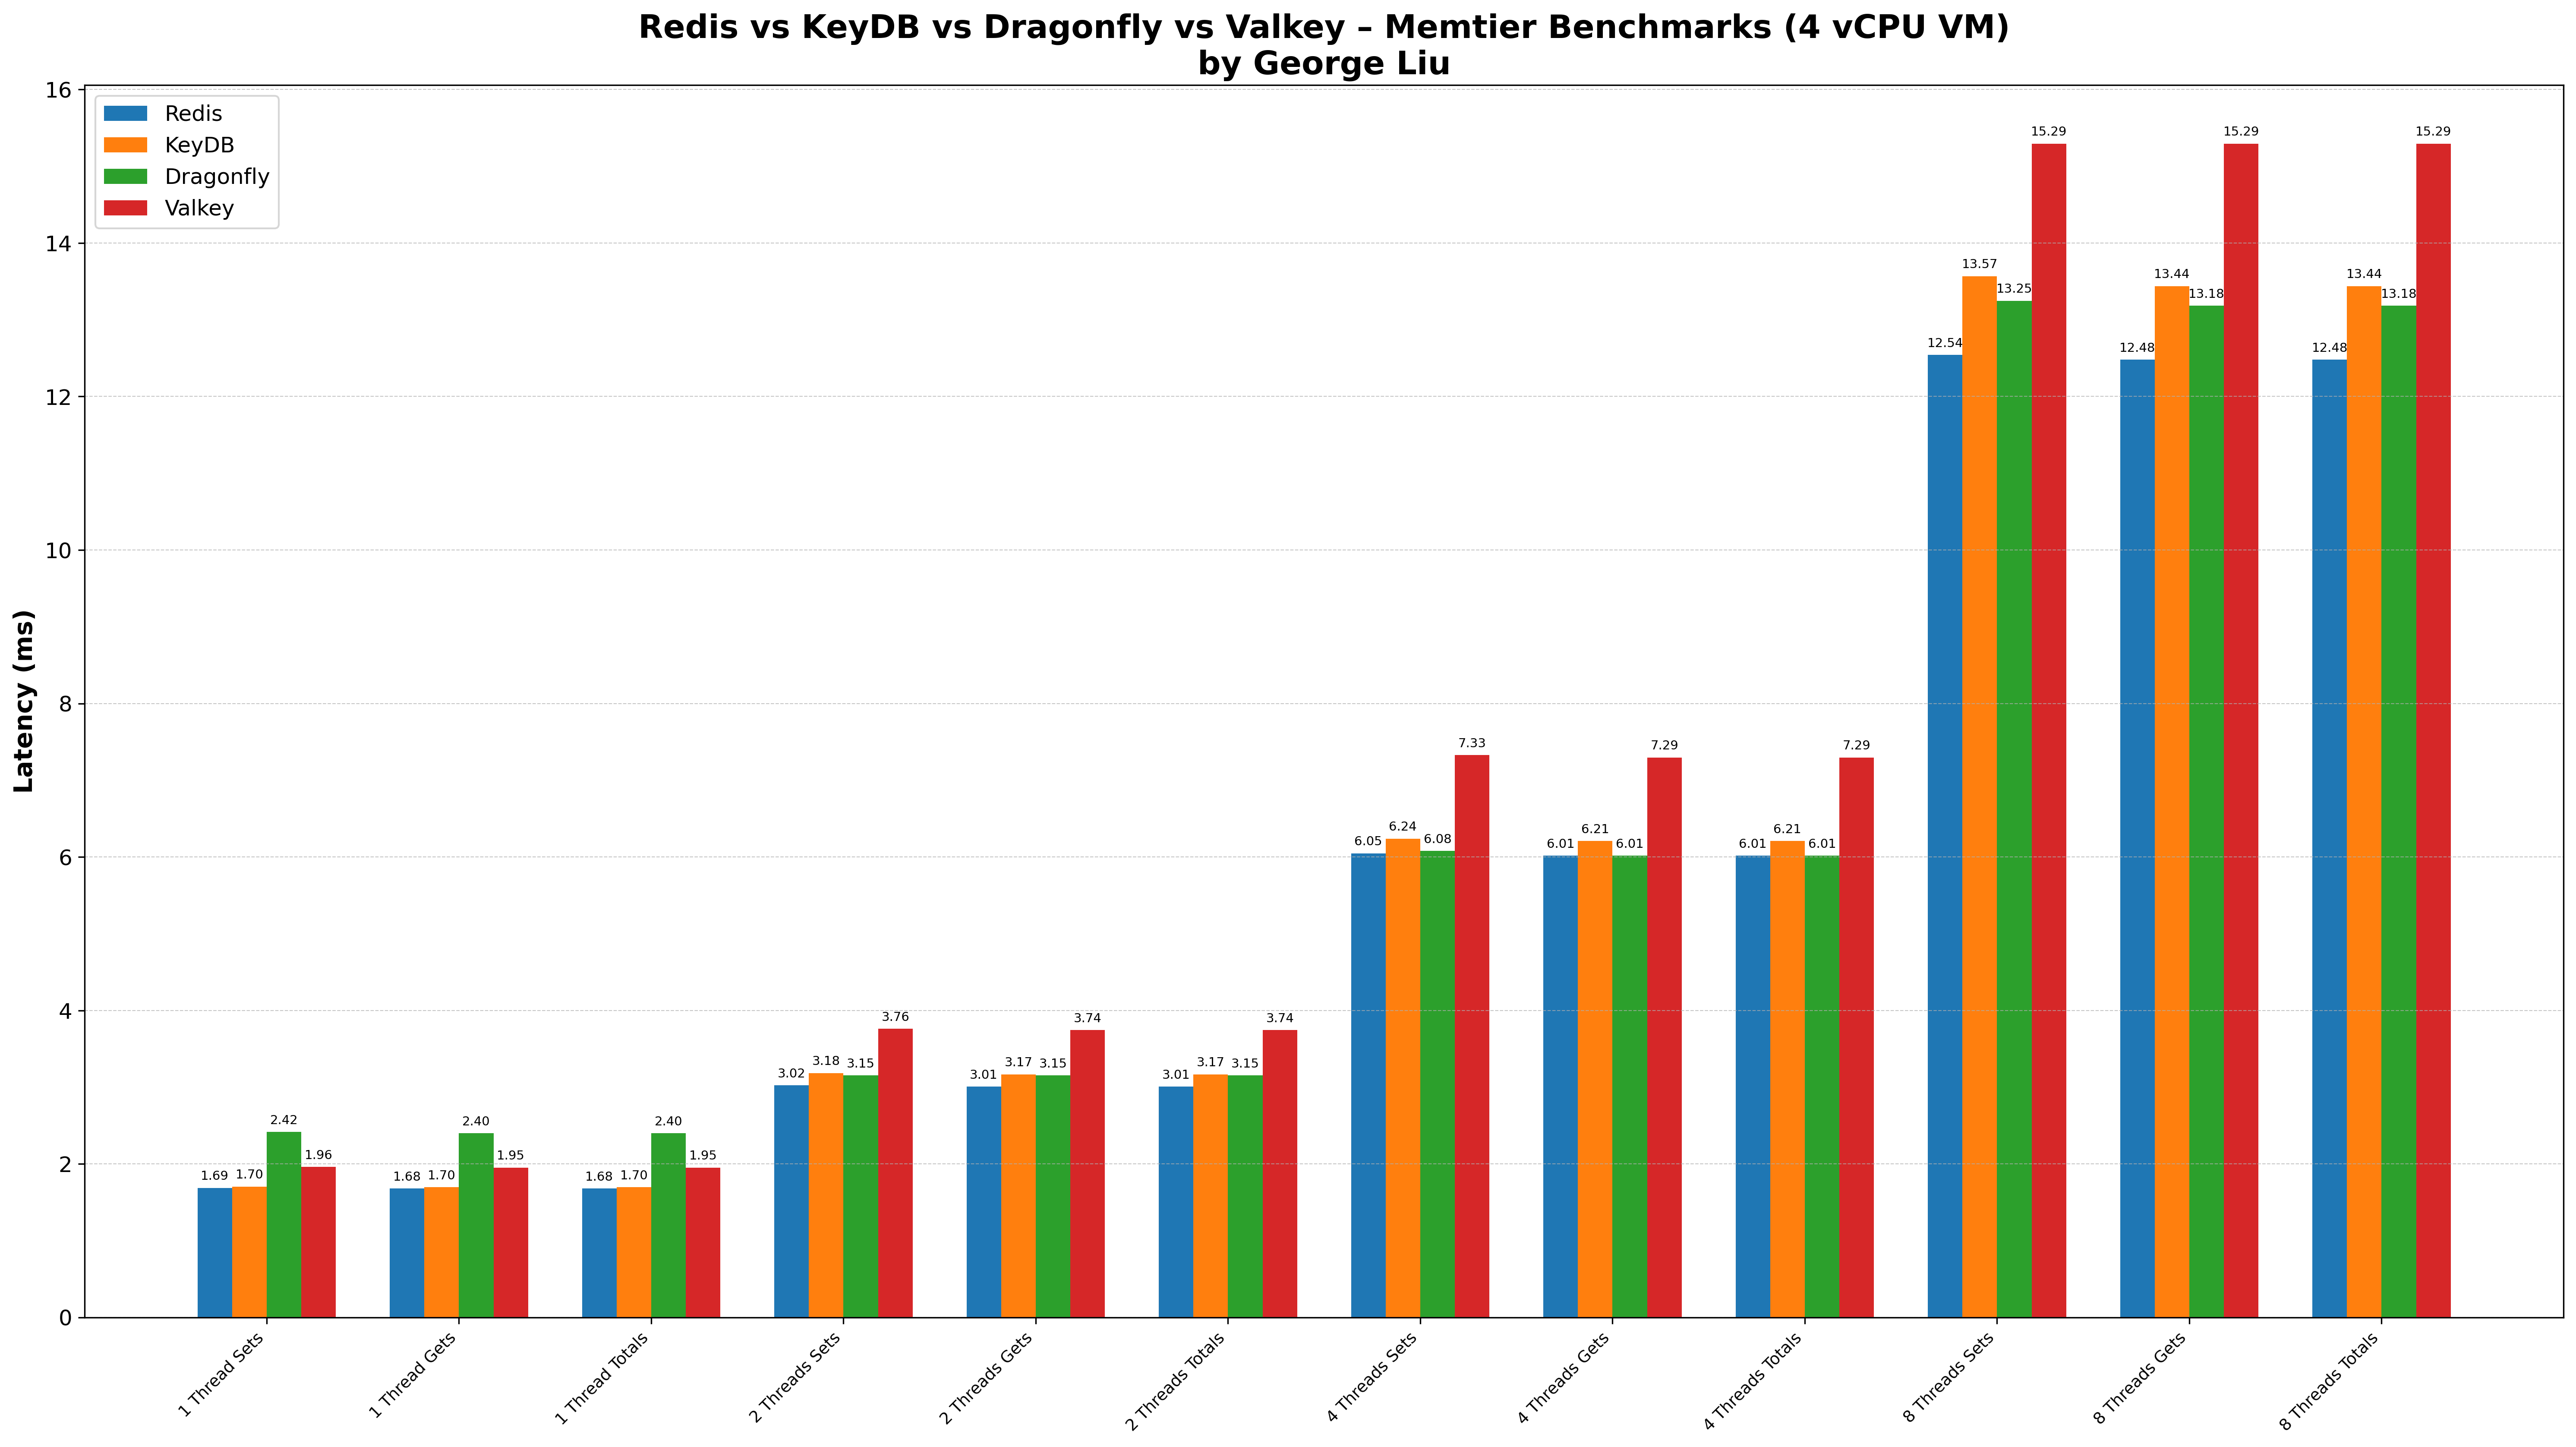 Redis vs KeyDB vs Dragonfly vs Valkey – Memtier Benchmarks (4 vCPU VM)
by George Liu
Redis
KeyDB
Dragonfly
Valkey
Latency (ms)
16
14
12
10
8
6
4
2
0
1.69 1.70 2.42 1.96
1.68 1.70 2.40 1.95
1.68 1.70 2.40 1.95
3.02 3.18 3.15 3.76
3.01 3.17 3.15 3.74
3.01 3.17 3.15 3.74
6.05 6.24 6.08 7.33
6.01 6.21 6.01 7.29
6.01 6.21 6.01 7.29
12.54 13.57 13.25 15.29
12.48 13.44 13.18 15.29
12.48 13.44 13.18 15.29
1 Thread Sets
1 Thread Gets
1 Thread Totals
2 Threads Sets
2 Threads Gets
2 Threads Totals
4 Threads Sets
4 Threads Gets
4 Threads Totals
8 Threads Sets
8 Threads Gets
8 Threads Totals